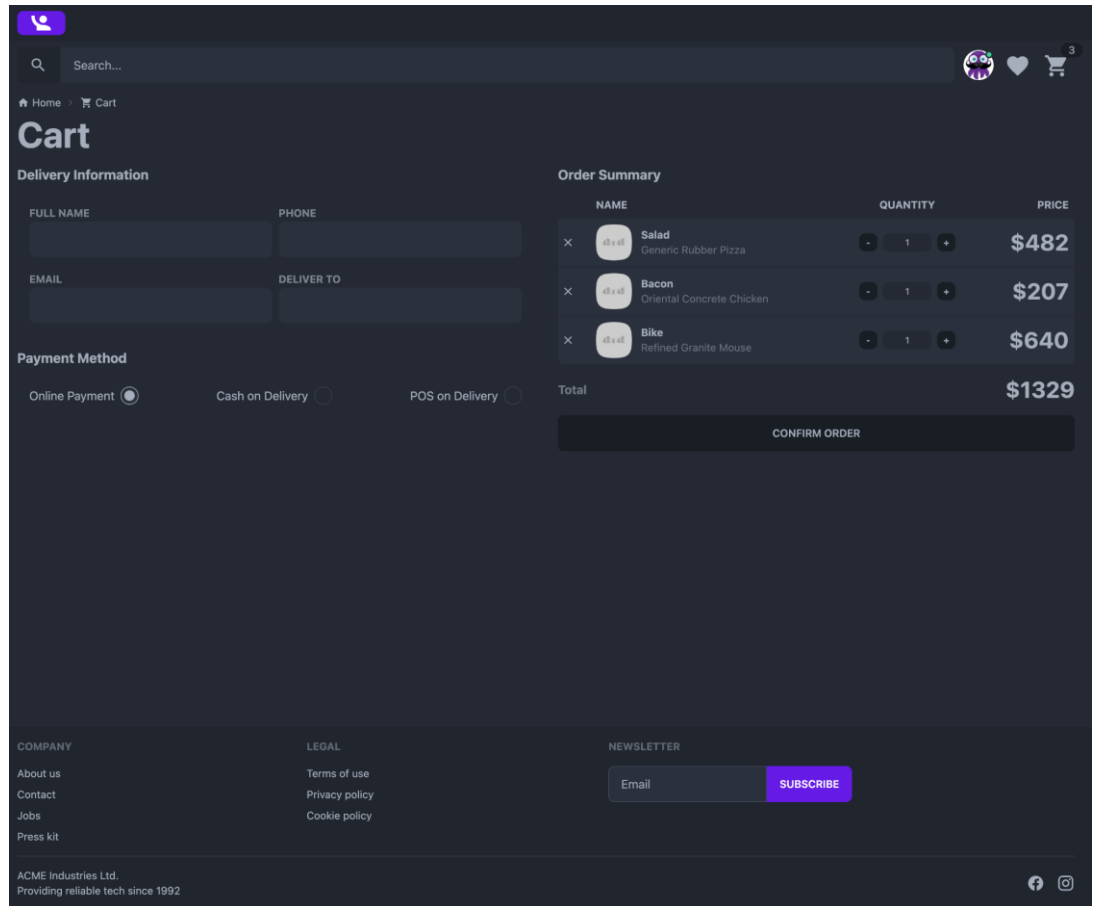 Search...
3
Home > Cart
Cart
Delivery Information
FULL NAME
PHONE
EMAIL
DELIVER TO
Payment Method
Online Payment
Cash on Delivery
POS on Delivery
Order Summary
NAME QUANTITY PRICE
Salad
Generic Rubber Pizza
- 1 +
$482
Bacon
Oriental Concrete Chicken
- 1 +
$207
Bike
Refined Granite Mouse
- 1 +
$640
Total $1329
CONFIRM ORDER
COMPANY
About us
Contact
Jobs
Press kit
LEGAL
Terms of use
Privacy policy
Cookie policy
NEWSLETTER
Email SUBSCRIBE
ACME Industries Ltd.
Providing reliable tech since 1992